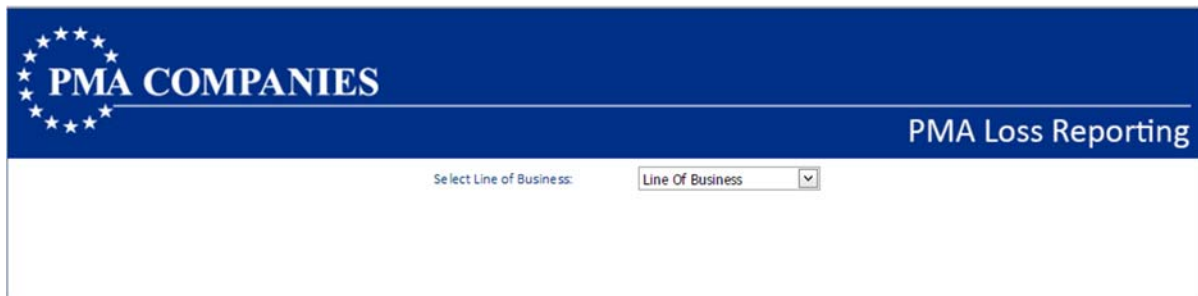 PMA COMPANIES
PMA Loss Reporting
Select Line of Business:
Line Of Business